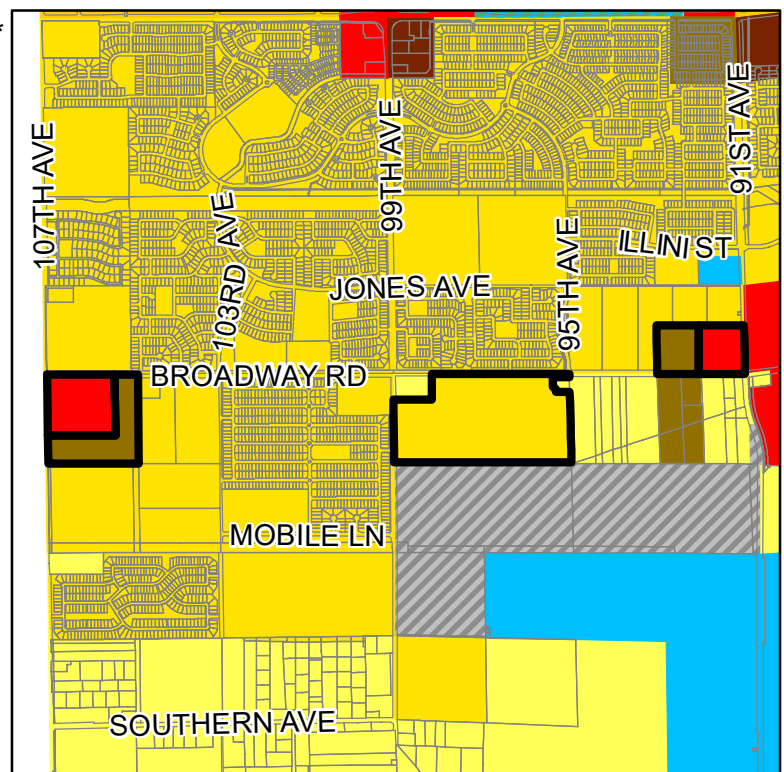 *
107TH AVE
99TH AVE
91ST AVE
103RD AVE
95TH AVE
ILLINI ST
JONES AVE
BROADWAY RD
MOBILE LN
SOUTHERN AVE